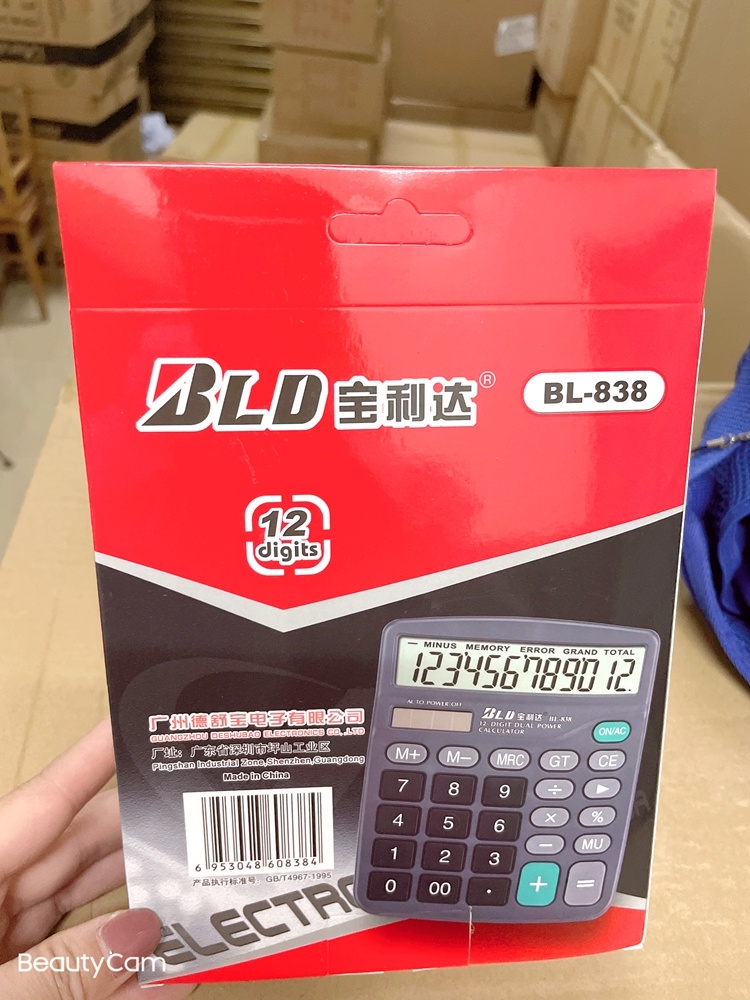 BLD 宝利达® BL-838
12
digits
— MINUS MEMORY ERROR GRAND TOTAL
123'456'789'012.
AUTO POWER OFF
BLD 宝利达 BL-838
12 DIGIT DUAL POWER
CALCULATOR
ON/AC
M+ M− MRC GT CE
7 8 9 ÷ ▶
4 5 6 × %
1 2 3 − MU
0 00 · + =
广州德舒宝电子有限公司
GUANGZHOU DESHUBAO ELECTRONICS CO.,LTD
厂址：广东省深圳市坪山工业区
Pingshan Industrial Zone,Shenzhen,Guangdong
Made in China
6 953048 608384
产品执行标准号：GB/T4967-1995
ELECTRO
BeautyCam